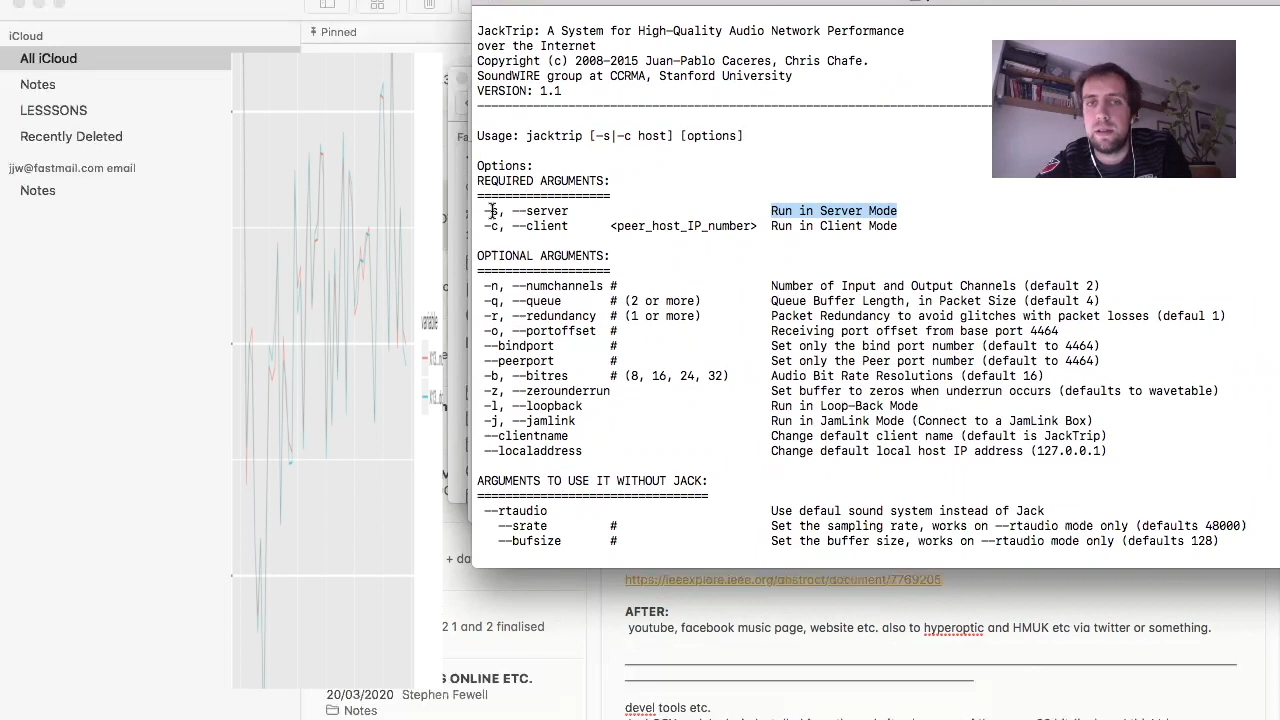 iCloud
All iCloud
Notes
LESSSONS
Recently Deleted
jjw@fastmail.com email
Notes
Pinned
JackTrip: A System for High-Quality Audio Network Performance
over the Internet
Copyright (c) 2008-2015 Juan-Pablo Caceres, Chris Chafe.
SoundWIRE group at CCRMA, Stanford University
VERSION: 1.1
Usage: jacktrip [-s|-c host] [options]
Options:
REQUIRED ARGUMENTS:
===================
-s, --server Run in Server Mode
-c, --client <peer_host_IP_number> Run in Client Mode
OPTIONAL ARGUMENTS:
===================
-n, --numchannels # Number of Input and Output Channels (default 2)
-q, --queue # (2 or more) Queue Buffer Length, in Packet Size (default 4)
-r, --redundancy # (1 or more) Packet Redundancy to avoid glitches with packet losses (defaul 1)
-o, --portoffset # Receiving port offset from base port 4464
--bindport # Set only the bind port number (default to 4464)
--peerport # Set only the Peer port number (default to 4464)
-b, --bitres # (8, 16, 24, 32) Audio Bit Rate Resolutions (default 16)
-z, --zerounderrun Set buffer to zeros when underrun occurs (defaults to wavetable)
-l, --loopback Run in Loop-Back Mode
-j, --jamlink Run in JamLink Mode (Connect to a JamLink Box)
--clientname Change default client name (default is JackTrip)
--localaddress Change default local host IP address (127.0.0.1)
ARGUMENTS TO USE IT WITHOUT JACK:
=================================
--rtaudio Use defaul sound system instead of Jack
--srate # Set the sampling rate, works on --rtaudio mode only (defaults 48000)
--bufsize # Set the buffer size, works on --rtaudio mode only (defaults 128)
variable
Fa
+ da
2 1 and 2 finalised
S ONLINE ETC.
20/03/2020 Stephen Fewell
Notes
https://ieeexplore.ieee.org/abstract/document/7769205
AFTER:
youtube, facebook music page, website etc. also to hyperoptic and HMUK etc via twitter or something.
devel tools etc.